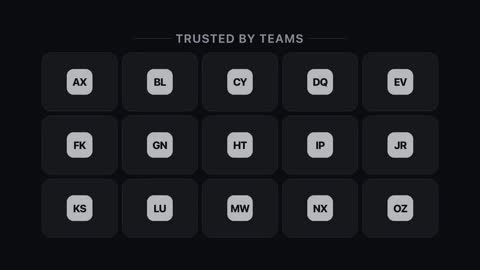 TRUSTED BY TEAMS
AX BL CY DQ EV
FK GN HT IP JR
KS LU MW NX OZ